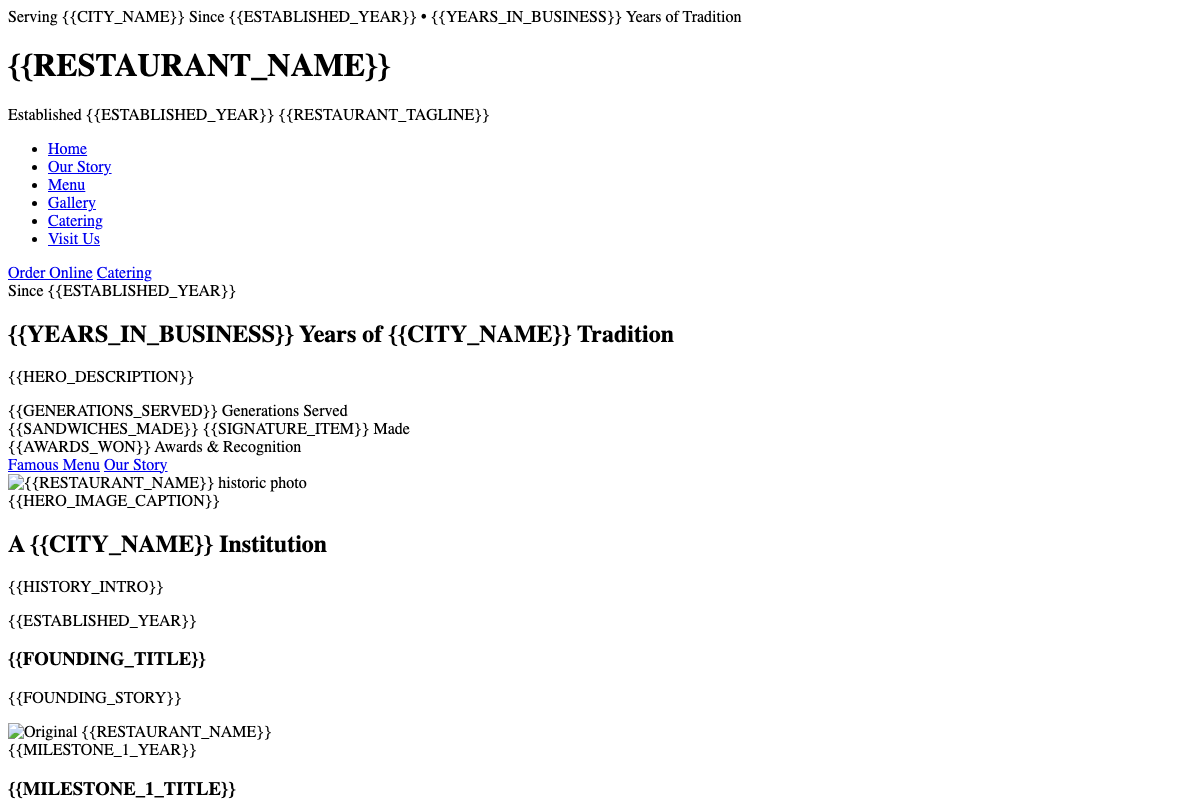 Serving {{CITY_NAME}} Since {{ESTABLISHED_YEAR}} • {{YEARS_IN_BUSINESS}} Years of Tradition
{{RESTAURANT_NAME}}
Established {{ESTABLISHED_YEAR}} {{RESTAURANT_TAGLINE}}
• Home
• Our Story
• Menu
• Gallery
• Catering
• Visit Us
Order Online Catering
Since {{ESTABLISHED_YEAR}}
{{YEARS_IN_BUSINESS}} Years of {{CITY_NAME}} Tradition
{{HERO_DESCRIPTION}}
{{GENERATIONS_SERVED}} Generations Served
{{SANDWICHES_MADE}} {{SIGNATURE_ITEM}} Made
{{AWARDS_WON}} Awards & Recognition
Famous Menu Our Story
{{RESTAURANT_NAME}} historic photo
{{HERO_IMAGE_CAPTION}}
A {{CITY_NAME}} Institution
{{HISTORY_INTRO}}
{{ESTABLISHED_YEAR}}
{{FOUNDING_TITLE}}
{{FOUNDING_STORY}}
Original {{RESTAURANT_NAME}}
{{MILESTONE_1_YEAR}}
{{MILESTONE_1_TITLE}}